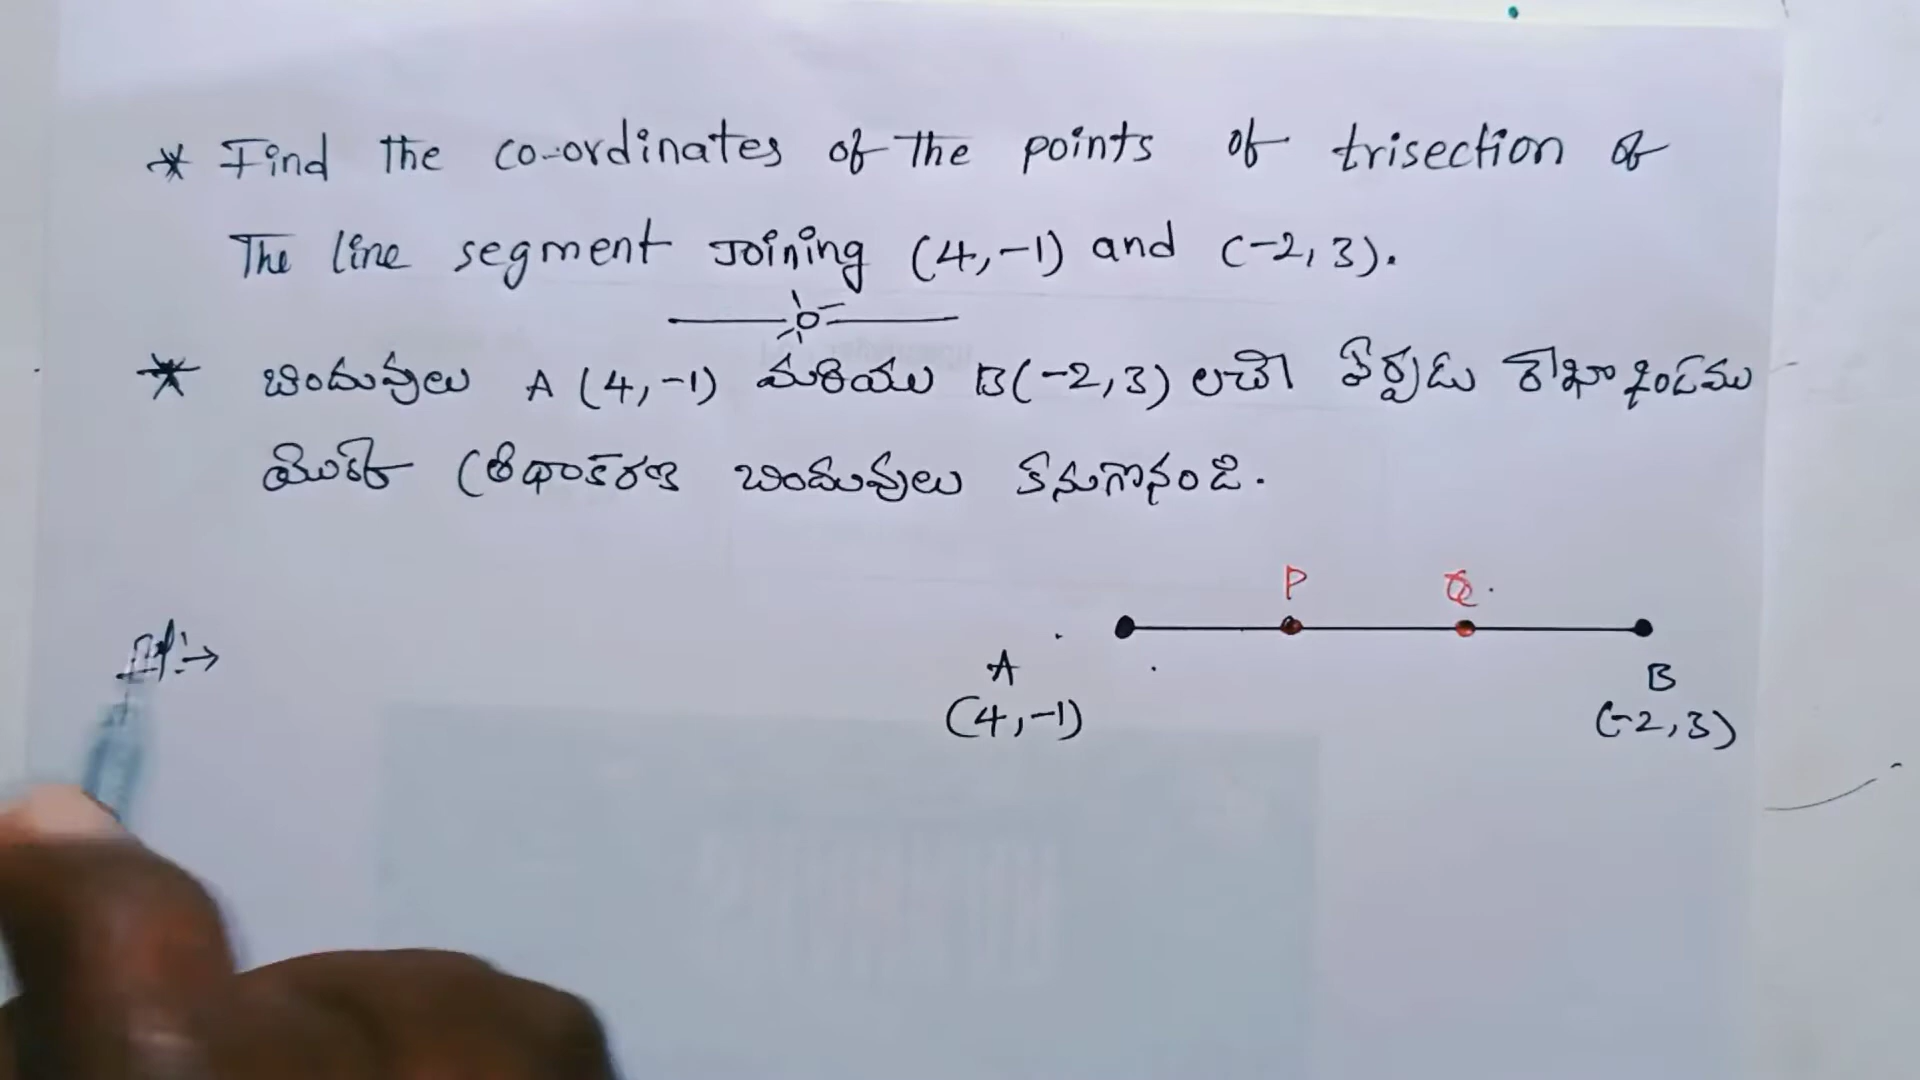 * Find the co-ordinates of the points of trisection of
The line segment Joining (4,-1) and (-2,3).
* బిందువులు A (4,-1) మరియు B(-2,3) లచే ఏర్పడు రేఖాఖండము
యొక్క త్రిథాకరణ బిందువులు కనుగొనండి.
P Q
A B
(4,-1) (-2,3)